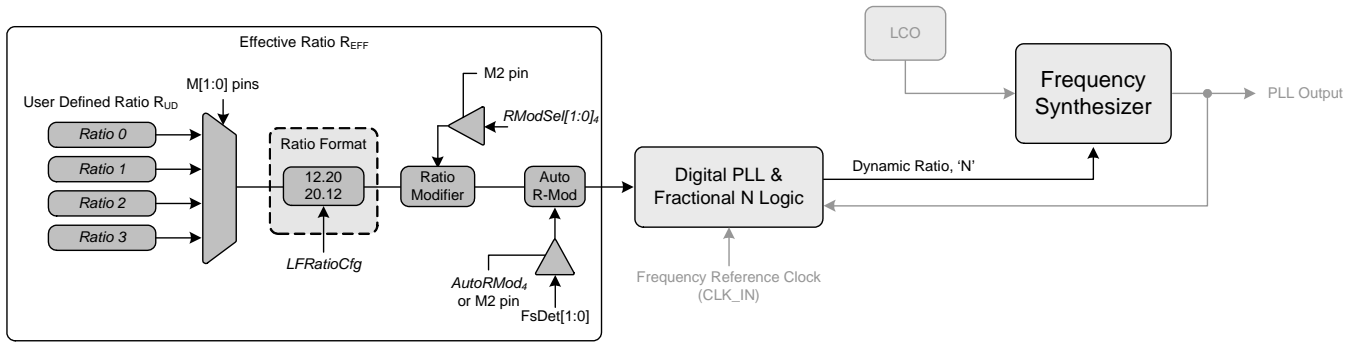 Effective Ratio REFF
M[1:0] pins
User Defined Ratio RUD
Ratio 0
Ratio 1
Ratio 2
Ratio 3
Ratio Format
12.20
20.12
LFRatioCfg
M2 pin
RModSel[1:0]4
Ratio
Modifier
Auto
R-Mod
AutoRMod4
or M2 pin
FsDet[1:0]
Digital PLL &
Fractional N Logic
Frequency Reference Clock
(CLK_IN)
Dynamic Ratio, ‘N’
LCO
Frequency
Synthesizer
PLL Output